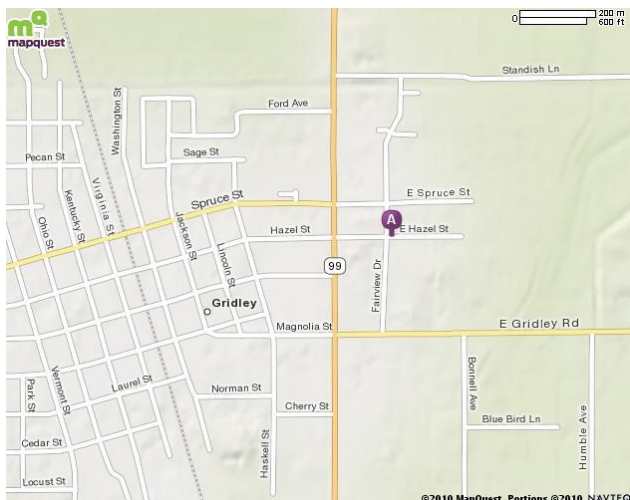 mq
mapquest
0
200 m
600 ft
Standish Ln
Washington St
Ford Ave
Pecan St
Sage St
Kentucky St
Virginia St
Spruce St
E Spruce St
Ohio St
Jackson St
Lincoln St
Hazel St
A
E Hazel St
99
Fairview Dr
Gridley
Magnolia St
E Gridley Rd
Park St
Vermont St
Laurel St
Norman St
Bonnell Ave
Humble Ave
Cherry St
Blue Bird Ln
Cedar St
Haskell St
Locust St
©2010 MapQuest, Portions ©2010, NAVTEQ